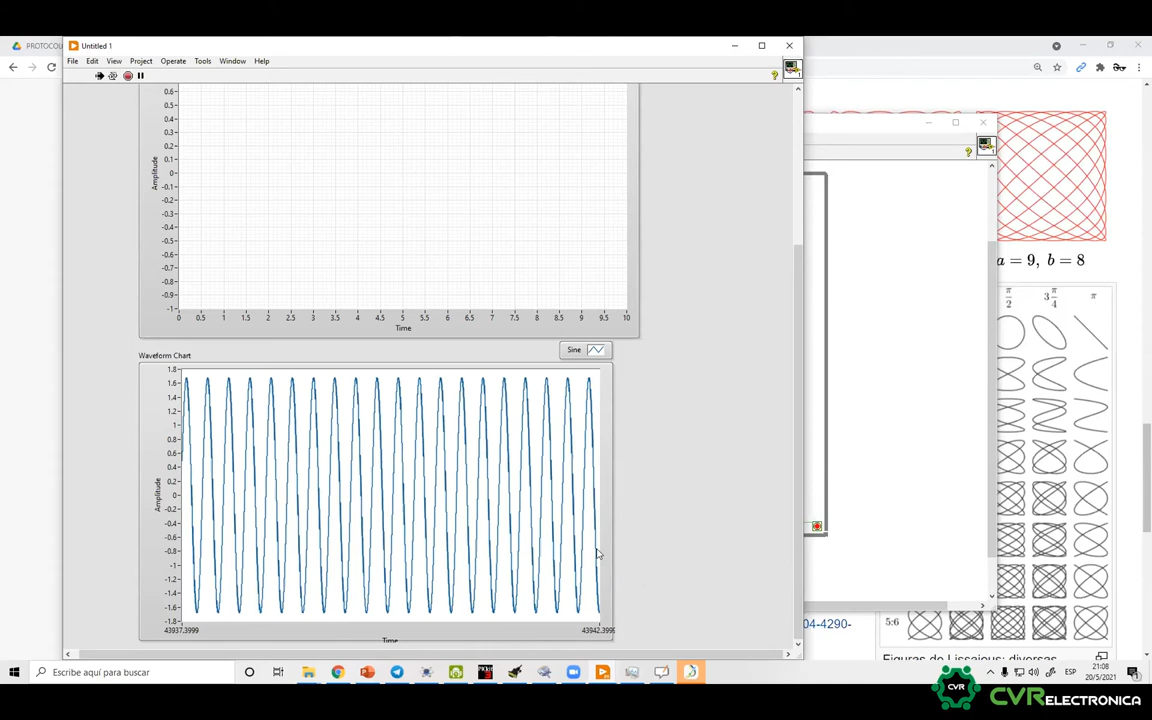 PROTOCOL
Untitled 1
File Edit View Project Operate Tools Window Help
0.6
0.5
0.4
0.3
0.2
0.1
0
-0.1
-0.2
-0.3
-0.4
-0.5
-0.6
-0.7
-0.8
-0.9
-1
Amplitude
0 0.5 1 1.5 2 2.5 3 3.5 4 4.5 5 5.5 6 6.5 7 7.5 8 8.5 9 9.5 10
Time
Sine
Waveform Chart
1.8
1.6
1.4
1.2
1
0.8
0.6
0.4
0.2
0
-0.2
-0.4
-0.6
-0.8
-1
-1.2
-1.4
-1.6
-1.8
Amplitude
43937.3999 43942.3999
Time
a = 9, b = 8
π/2 3π/4 π
5:6
04-4290-
Figuras de Lissajous: diversas
Escribe aquí para buscar
ESP
21:08
20/5/2021
CVR
CVR ELECTRONICA